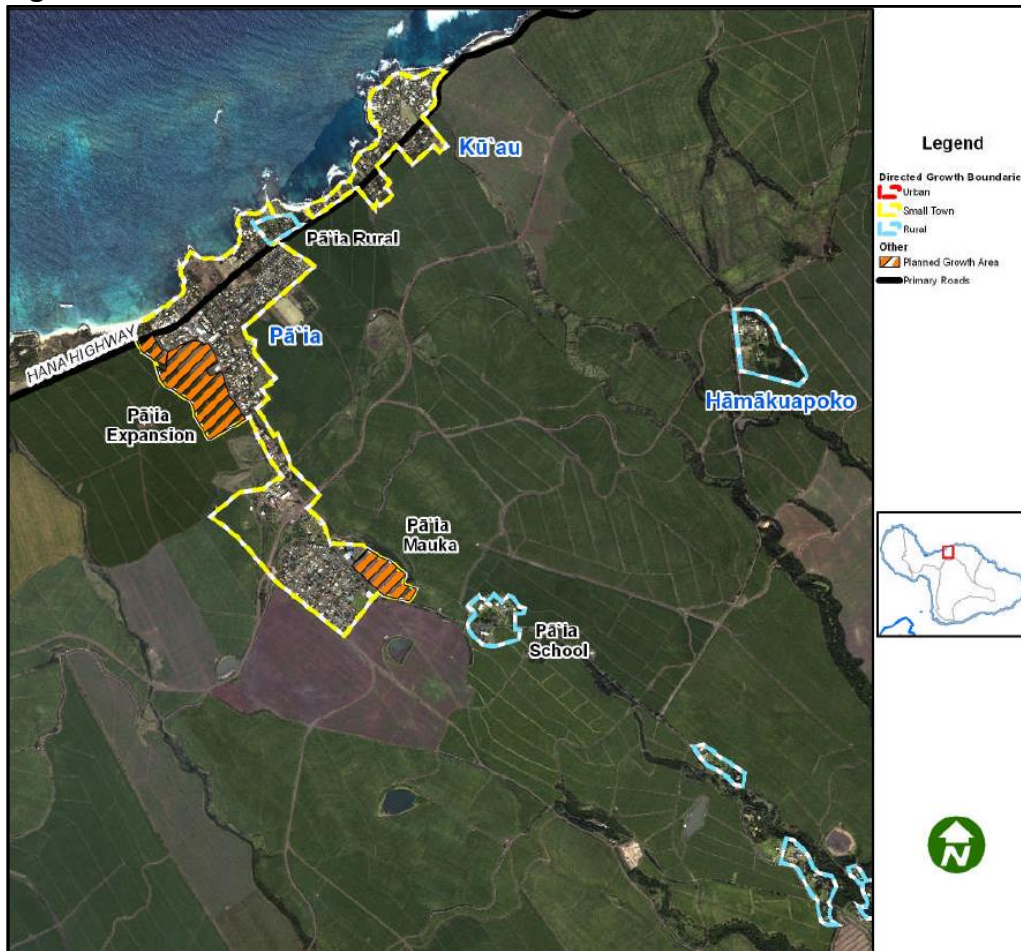 Kū`au
Pā`ia Rural
Pā`ia
HANA HIGHWAY
Pā`ia
Expansion
Pā`ia
Mauka
Pā`ia
School
Hāmākuapoko
Legend
Directed Growth Boundarie
Urban
Small Town
Rural
Other
Planned Growth Area
Primary Roads
N